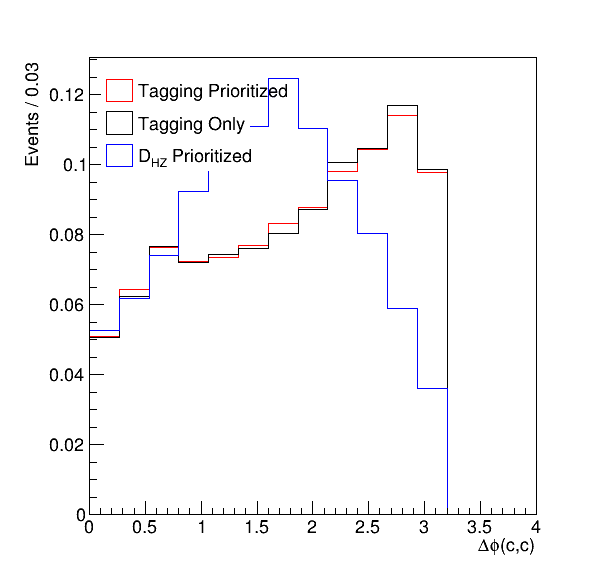 Events / 0.03
0.12
0.1
0.08
0.06
0.04
0.02
0
Tagging Prioritized
Tagging Only
D_HZ Prioritized
0 0.5 1 1.5 2 2.5 3 3.5 4
Δϕ(c,c)